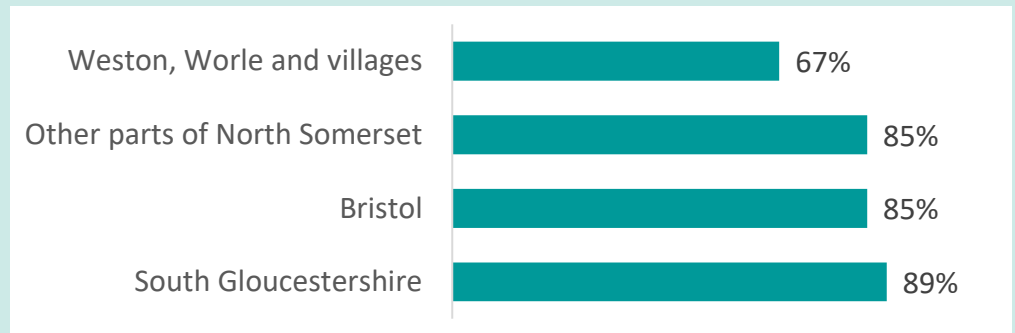 Weston, Worle and villages 67%
Other parts of North Somerset 85%
Bristol 85%
South Gloucestershire 89%